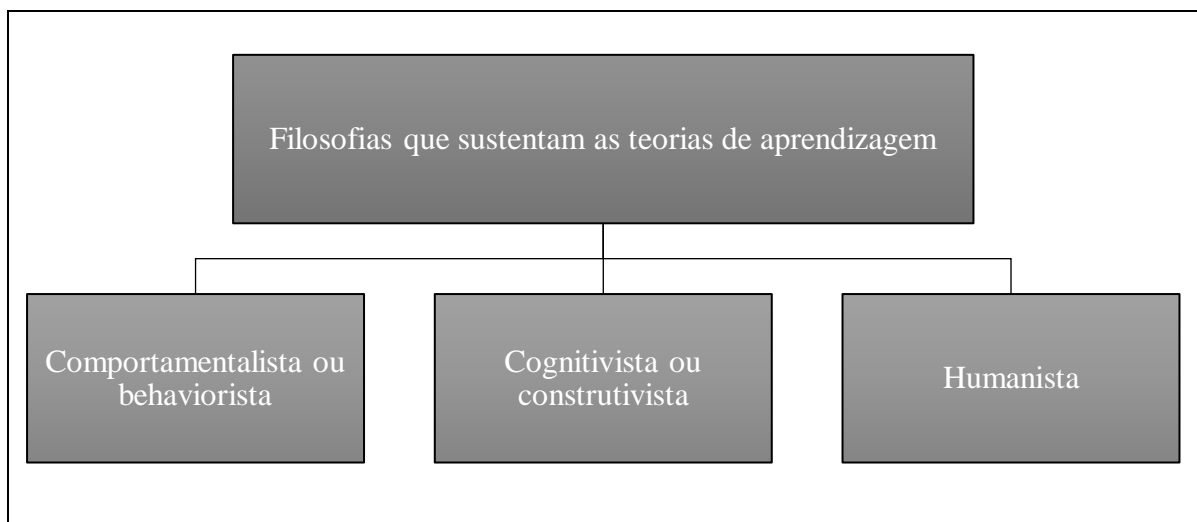 Filosofias que sustentam as teorias de aprendizagem
Comportamentalista ou
behaviorista
Cognitivista ou
construtivista
Humanista